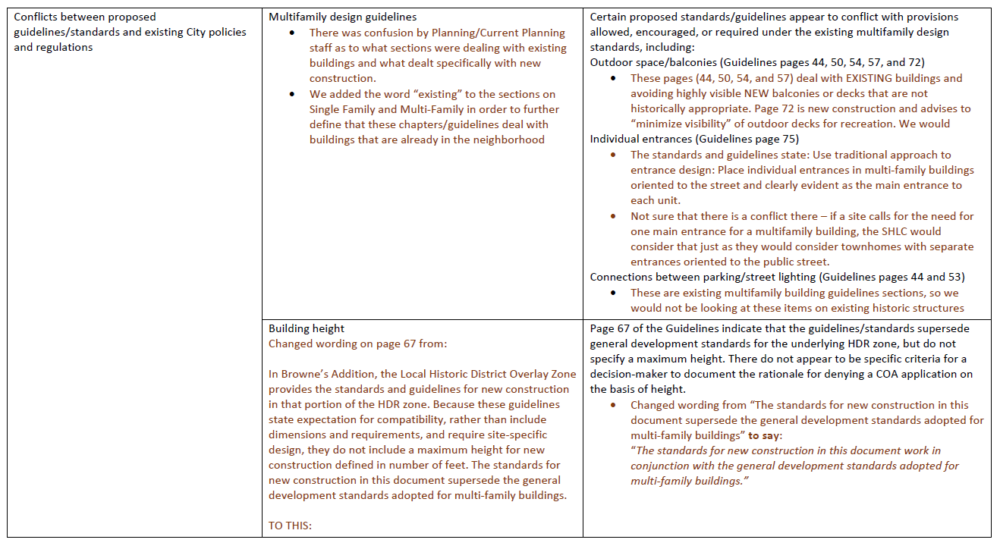 Conflicts between proposed
guidelines/standards and existing City policies
and regulations
Multifamily design guidelines
• There was confusion by Planning/Current Planning
staff as to what sections were dealing with existing
buildings and what dealt specifically with new
construction.
• We added the word “existing” to the sections on
Single Family and Multi-Family in order to further
define that these chapters/guidelines deal with
buildings that are already in the neighborhood
Certain proposed standards/guidelines appear to conflict with provisions
allowed, encouraged, or required under the existing multifamily design
standards, including:
Outdoor space/balconies (Guidelines pages 44, 50, 54, 57, and 72)
• These pages (44, 50, 54, and 57) deal with EXISTING buildings and
avoiding highly visible NEW balconies or decks that are not
historically appropriate. Page 72 is new construction and advises to
“minimize visibility” of outdoor decks for recreation. We would
Individual entrances (Guidelines page 75)
• The standards and guidelines state: Use traditional approach to
entrance design: Place individual entrances in multi-family buildings
oriented to the street and clearly evident as the main entrance to
each unit.
• Not sure that there is a conflict there – if a site calls for the need for
one main entrance for a multifamily building, the SHLC would
consider that just as they would consider townhomes with separate
entrances oriented to the public street.
Connections between parking/street lighting (Guidelines pages 44 and 53)
• These are existing multifamily building guidelines sections, so we
would not be looking at these items on existing historic structures
Building height
Changed wording on page 67 from:
In Browne’s Addition, the Local Historic District Overlay Zone
provides the standards and guidelines for new construction
in that portion of the HDR zone. Because these guidelines
state expectation for compatibility, rather than include
dimensions and requirements, and require site-specific
design, they do not include a maximum height for new
construction defined in number of feet. The standards for
new construction in this document supersede the general
development standards adopted for multi-family buildings.
TO THIS:
Page 67 of the Guidelines indicate that the guidelines/standards supersede
general development standards for the underlying HDR zone, but do not
specify a maximum height. There do not appear to be specific criteria for a
decision-maker to document the rationale for denying a COA application on
the basis of height.
• Changed wording from “The standards for new construction in this
document supersede the general development standards adopted for
multi-family buildings” to say:
“The standards for new construction in this document work in
conjunction with the general development standards adopted for
multi-family buildings.”